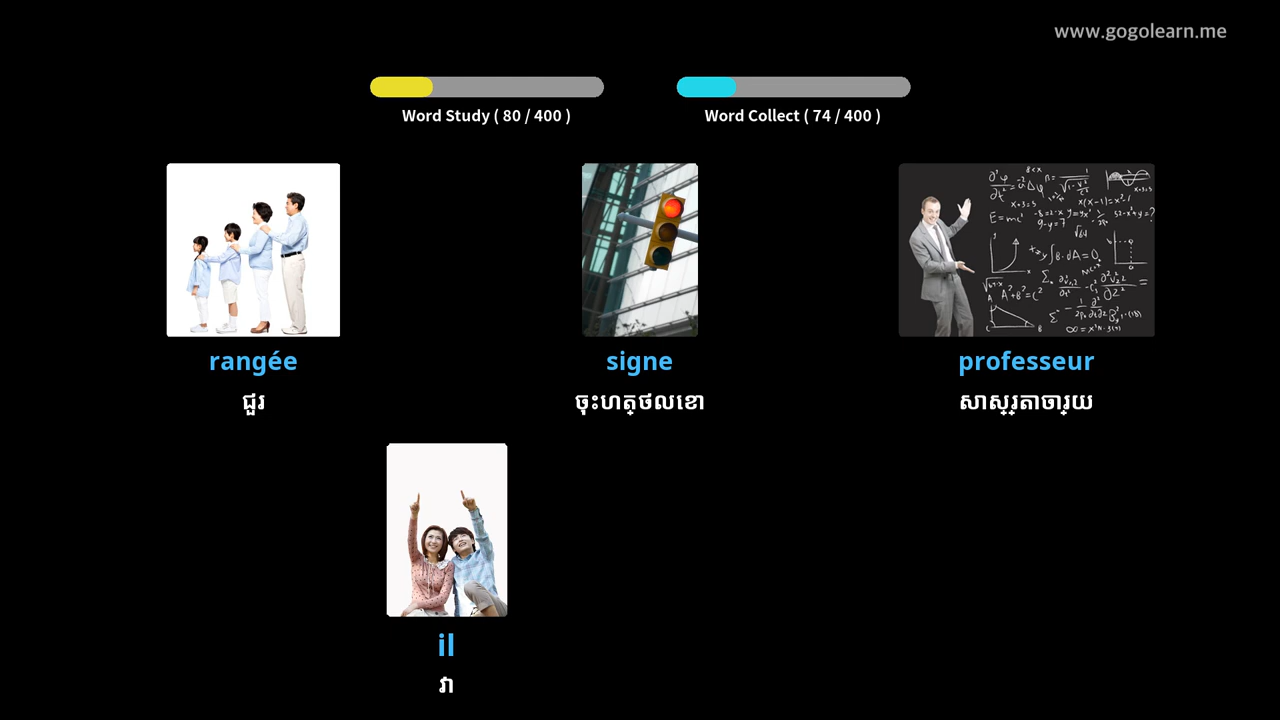 www.gogolearn.me
Word Study ( 80 / 400 )
Word Collect ( 74 / 400 )
rangée
signe
professeur
ជួរ
ចុះហត្ថលេខា
សាស្រ្តាចារ្យ
il
វា